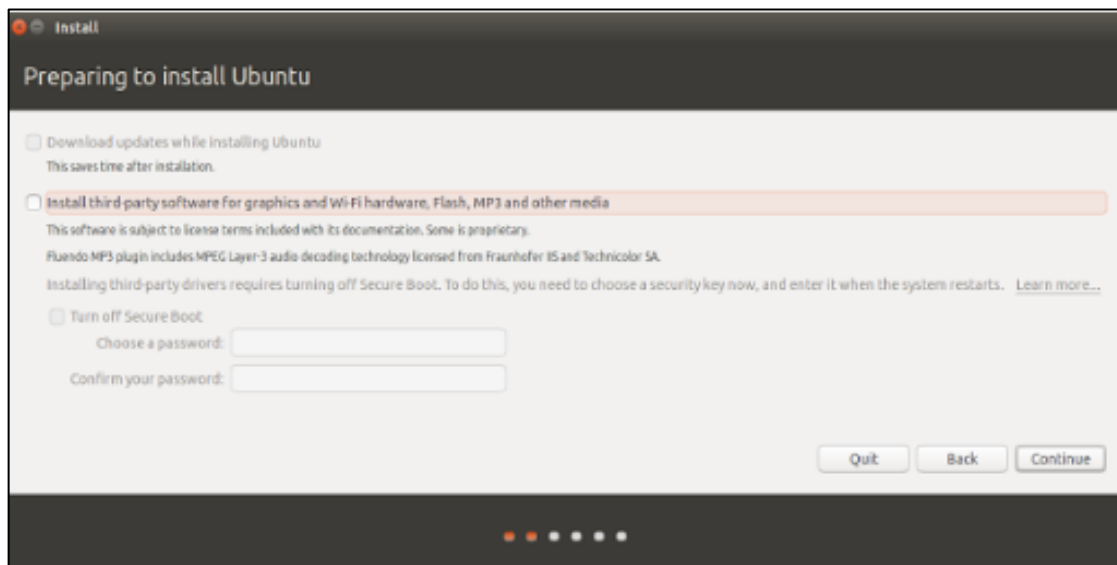 Install
Preparing to install Ubuntu
Download updates while installing Ubuntu
This saves time after installation.
Install third-party software for graphics and Wi-Fi hardware, Flash, MP3 and other media
This software is subject to license terms included with its documentation. Some is proprietary.
Fluendo MP3 plugin includes MPEG Layer-3 audio decoding technology licensed from Fraunhofer IIS and Technicolor SA.
Installing third-party drivers requires turning off Secure Boot. To do this, you need to choose a security key now, and enter it when the system restarts. Learn more...
Turn off Secure Boot
Choose a password:
Confirm your password:
Quit Back Continue